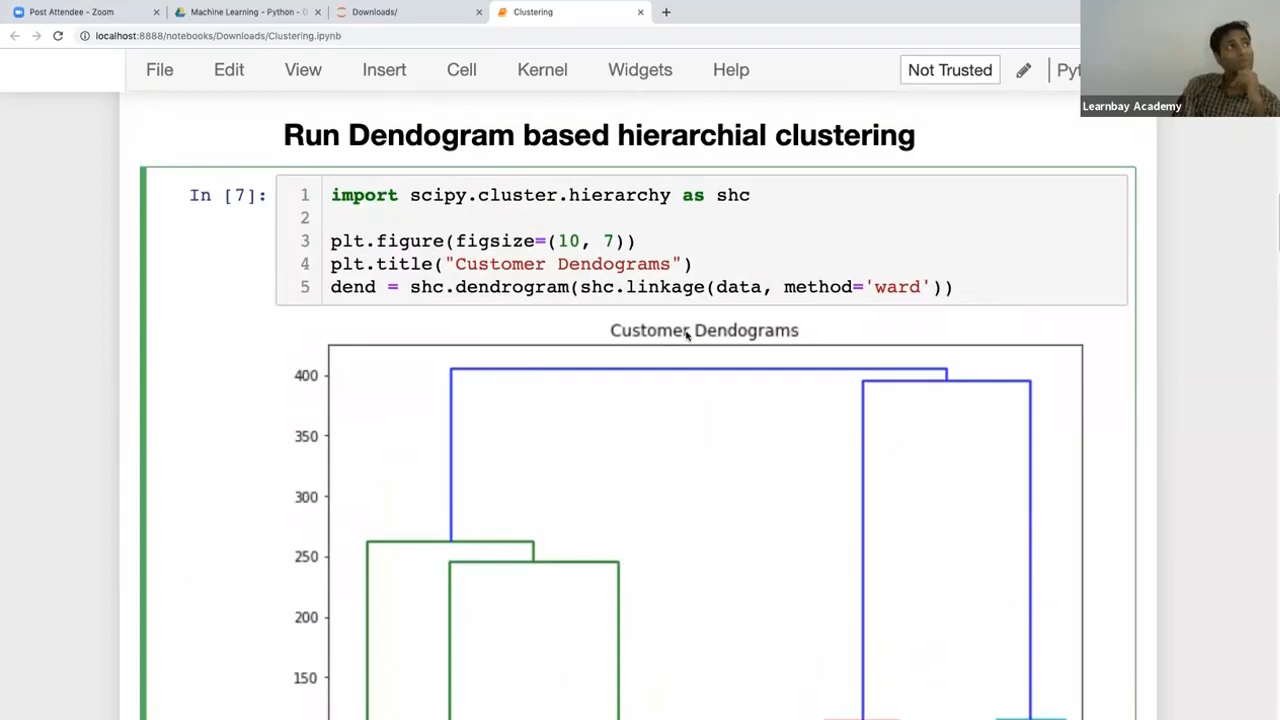 Post Attendee - Zoom
Machine Learning - Python -
Downloads/
Clustering
localhost:8888/notebooks/Downloads/Clustering.ipynb
File Edit View Insert Cell Kernel Widgets Help
Not Trusted
Learnbay Academy
Run Dendogram based hierarchial clustering
In [7]:
1 import scipy.cluster.hierarchy as shc
2
3 plt.figure(figsize=(10, 7))
4 plt.title("Customer Dendograms")
5 dend = shc.dendrogram(shc.linkage(data, method='ward'))
Customer Dendograms
400
350
300
250
200
150